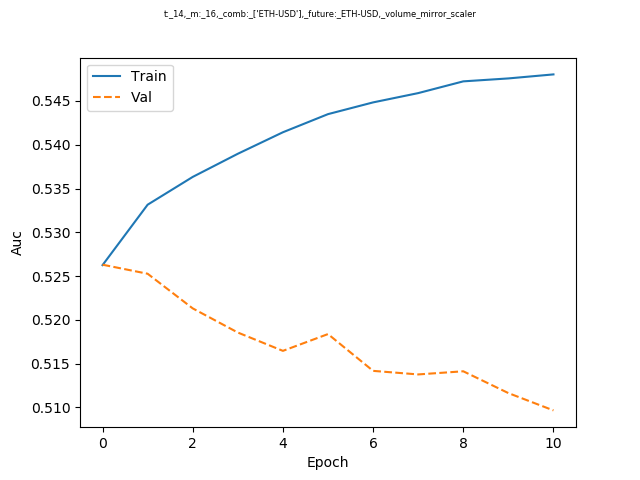 t:_14,_m:_16,_comb:_['ETH-USD'],_future:_ETH-USD,_volume_mirror_scaler
Train
Val
0.545
0.540
0.535
0.530
0.525
0.520
0.515
0.510
Auc
0 2 4 6 8 10
Epoch